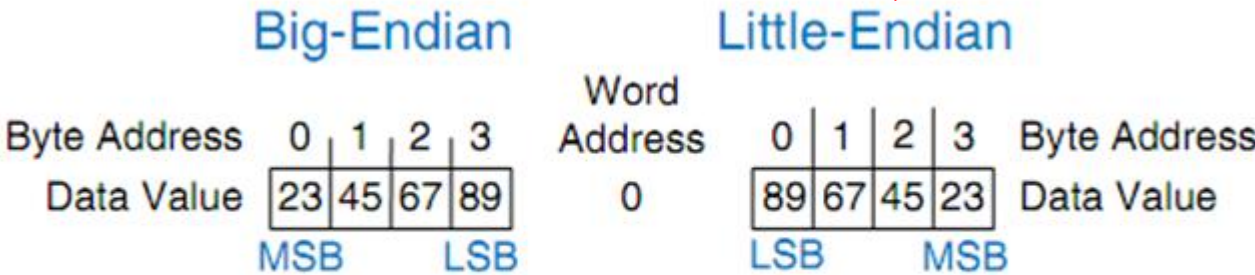 Big-Endian Little-Endian
Word
Byte Address 0 1 2 3 Address 0 1 2 3 Byte Address
Data Value 23 45 67 89 0 89 67 45 23 Data Value
MSB LSB LSB MSB